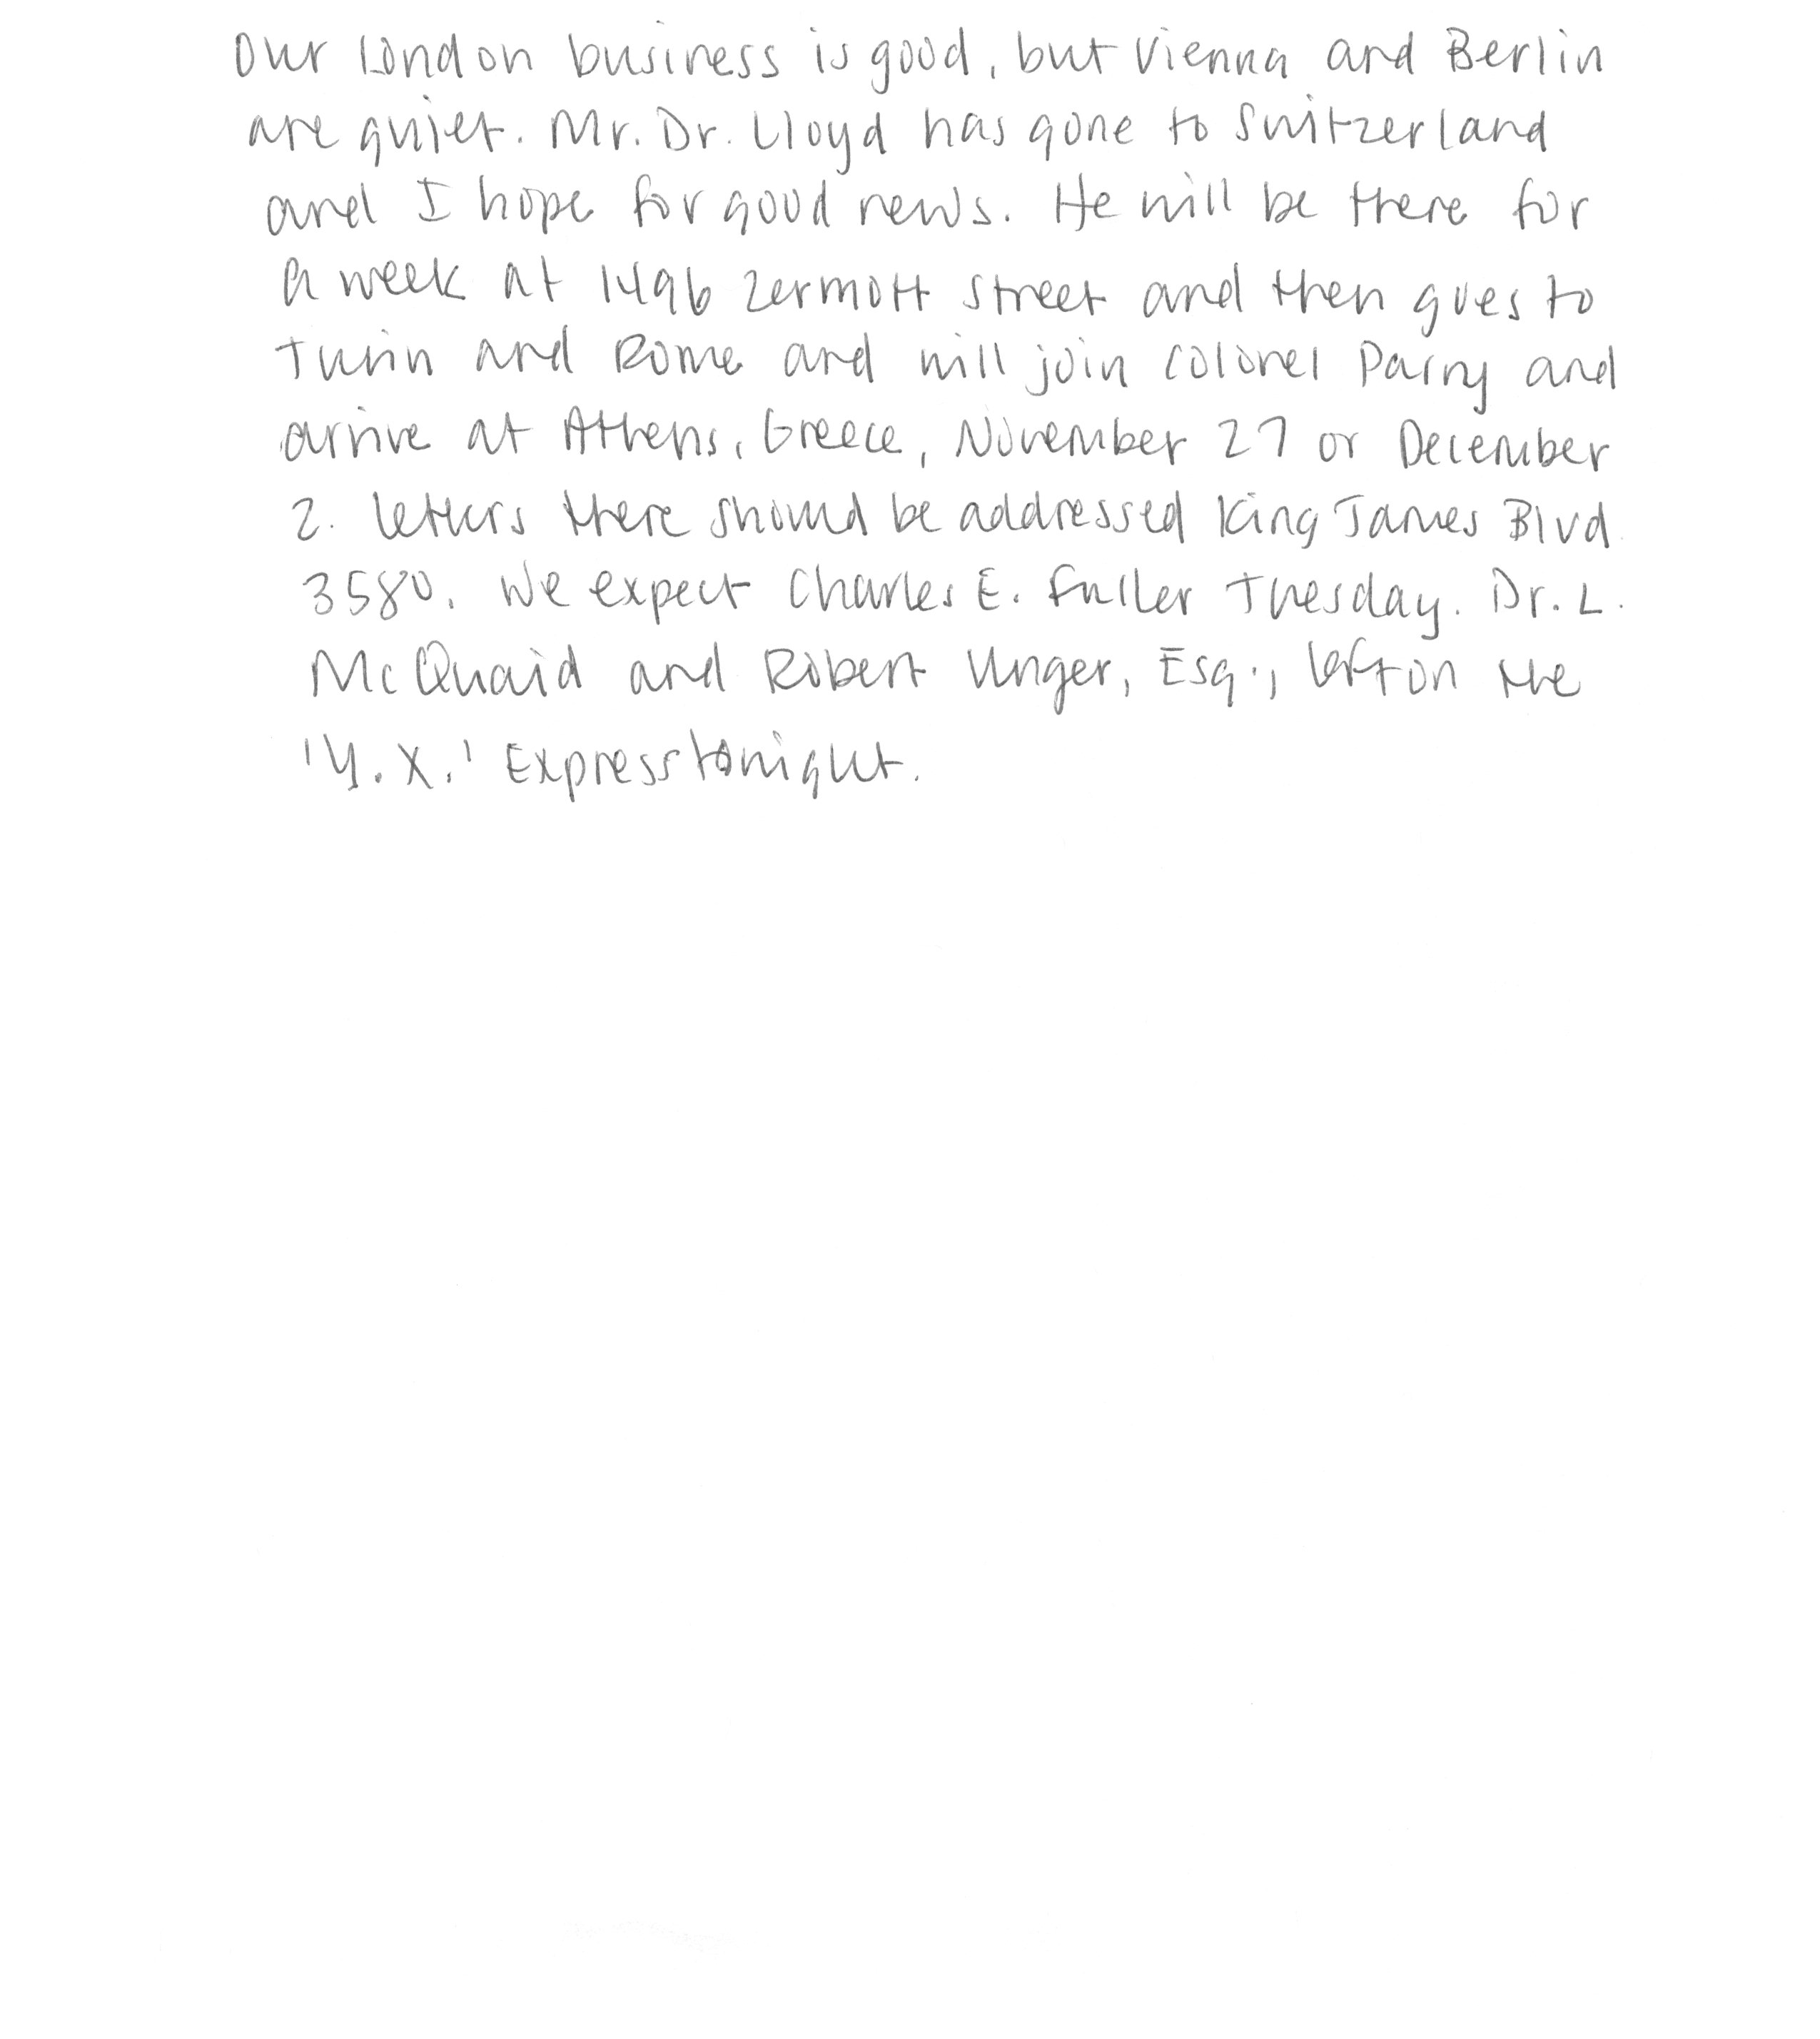 Our London business is good, but Vienna and Berlin
are quiet. Mr. Dr. Lloyd has gone to Switzerland
and I hope for good news. He will be there for
a week at 1496 Zermott Street and then goes to
Turin and Rome and will join Colonel Parry and
arrive at Athens, Greece, November 27 or December
2. Letters there should be addressed King James Blvd
3580. We expect Charles E. Fuller Tuesday. Dr. L.
McQuaid and Robert Unger, Esq., left on the
'Y.X.' Express tonight.